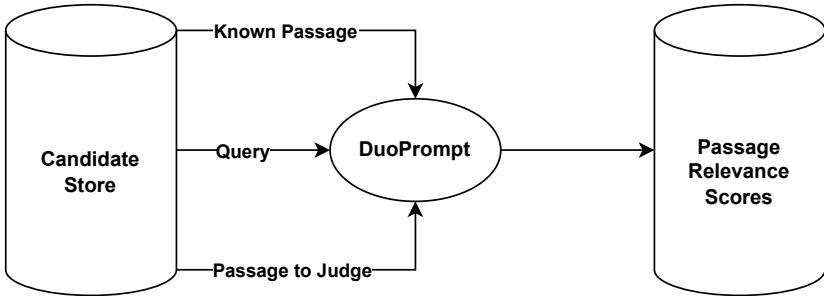 Known Passage
Candidate
Store
Query
DuoPrompt
Passage to Judge
Passage
Relevance
Scores